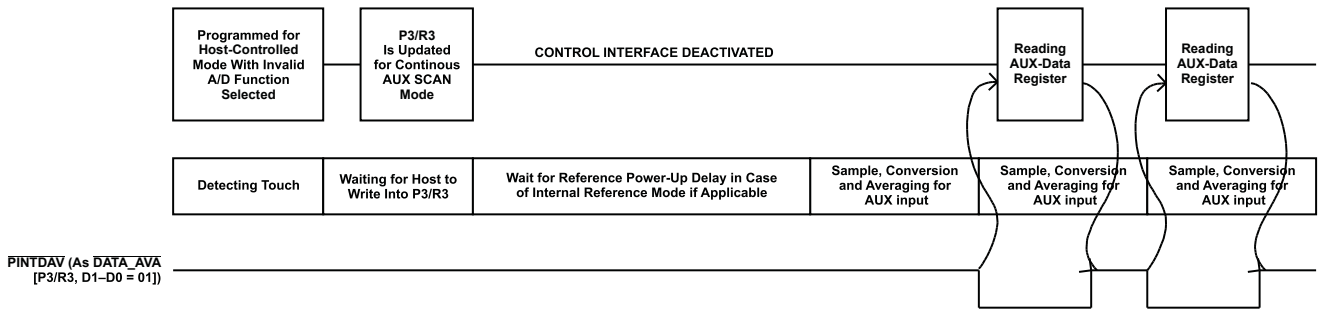 Programmed for
Host-Controlled
Mode With Invalid
A/D Function
Selected
P3/R3
Is Updated
for Continous
AUX SCAN
Mode
CONTROL INTERFACE DEACTIVATED
Reading
AUX-Data
Register
Reading
AUX-Data
Register
Detecting Touch
Waiting for Host to
Write Into P3/R3
Wait for Reference Power-Up Delay in Case
of Internal Reference Mode if Applicable
Sample, Conversion
and Averaging for
AUX input
Sample, Conversion
and Averaging for
AUX input
Sample, Conversion
and Averaging for
AUX input
PINTDAV (As DATA_AVA
[P3/R3, D1–D0 = 01])